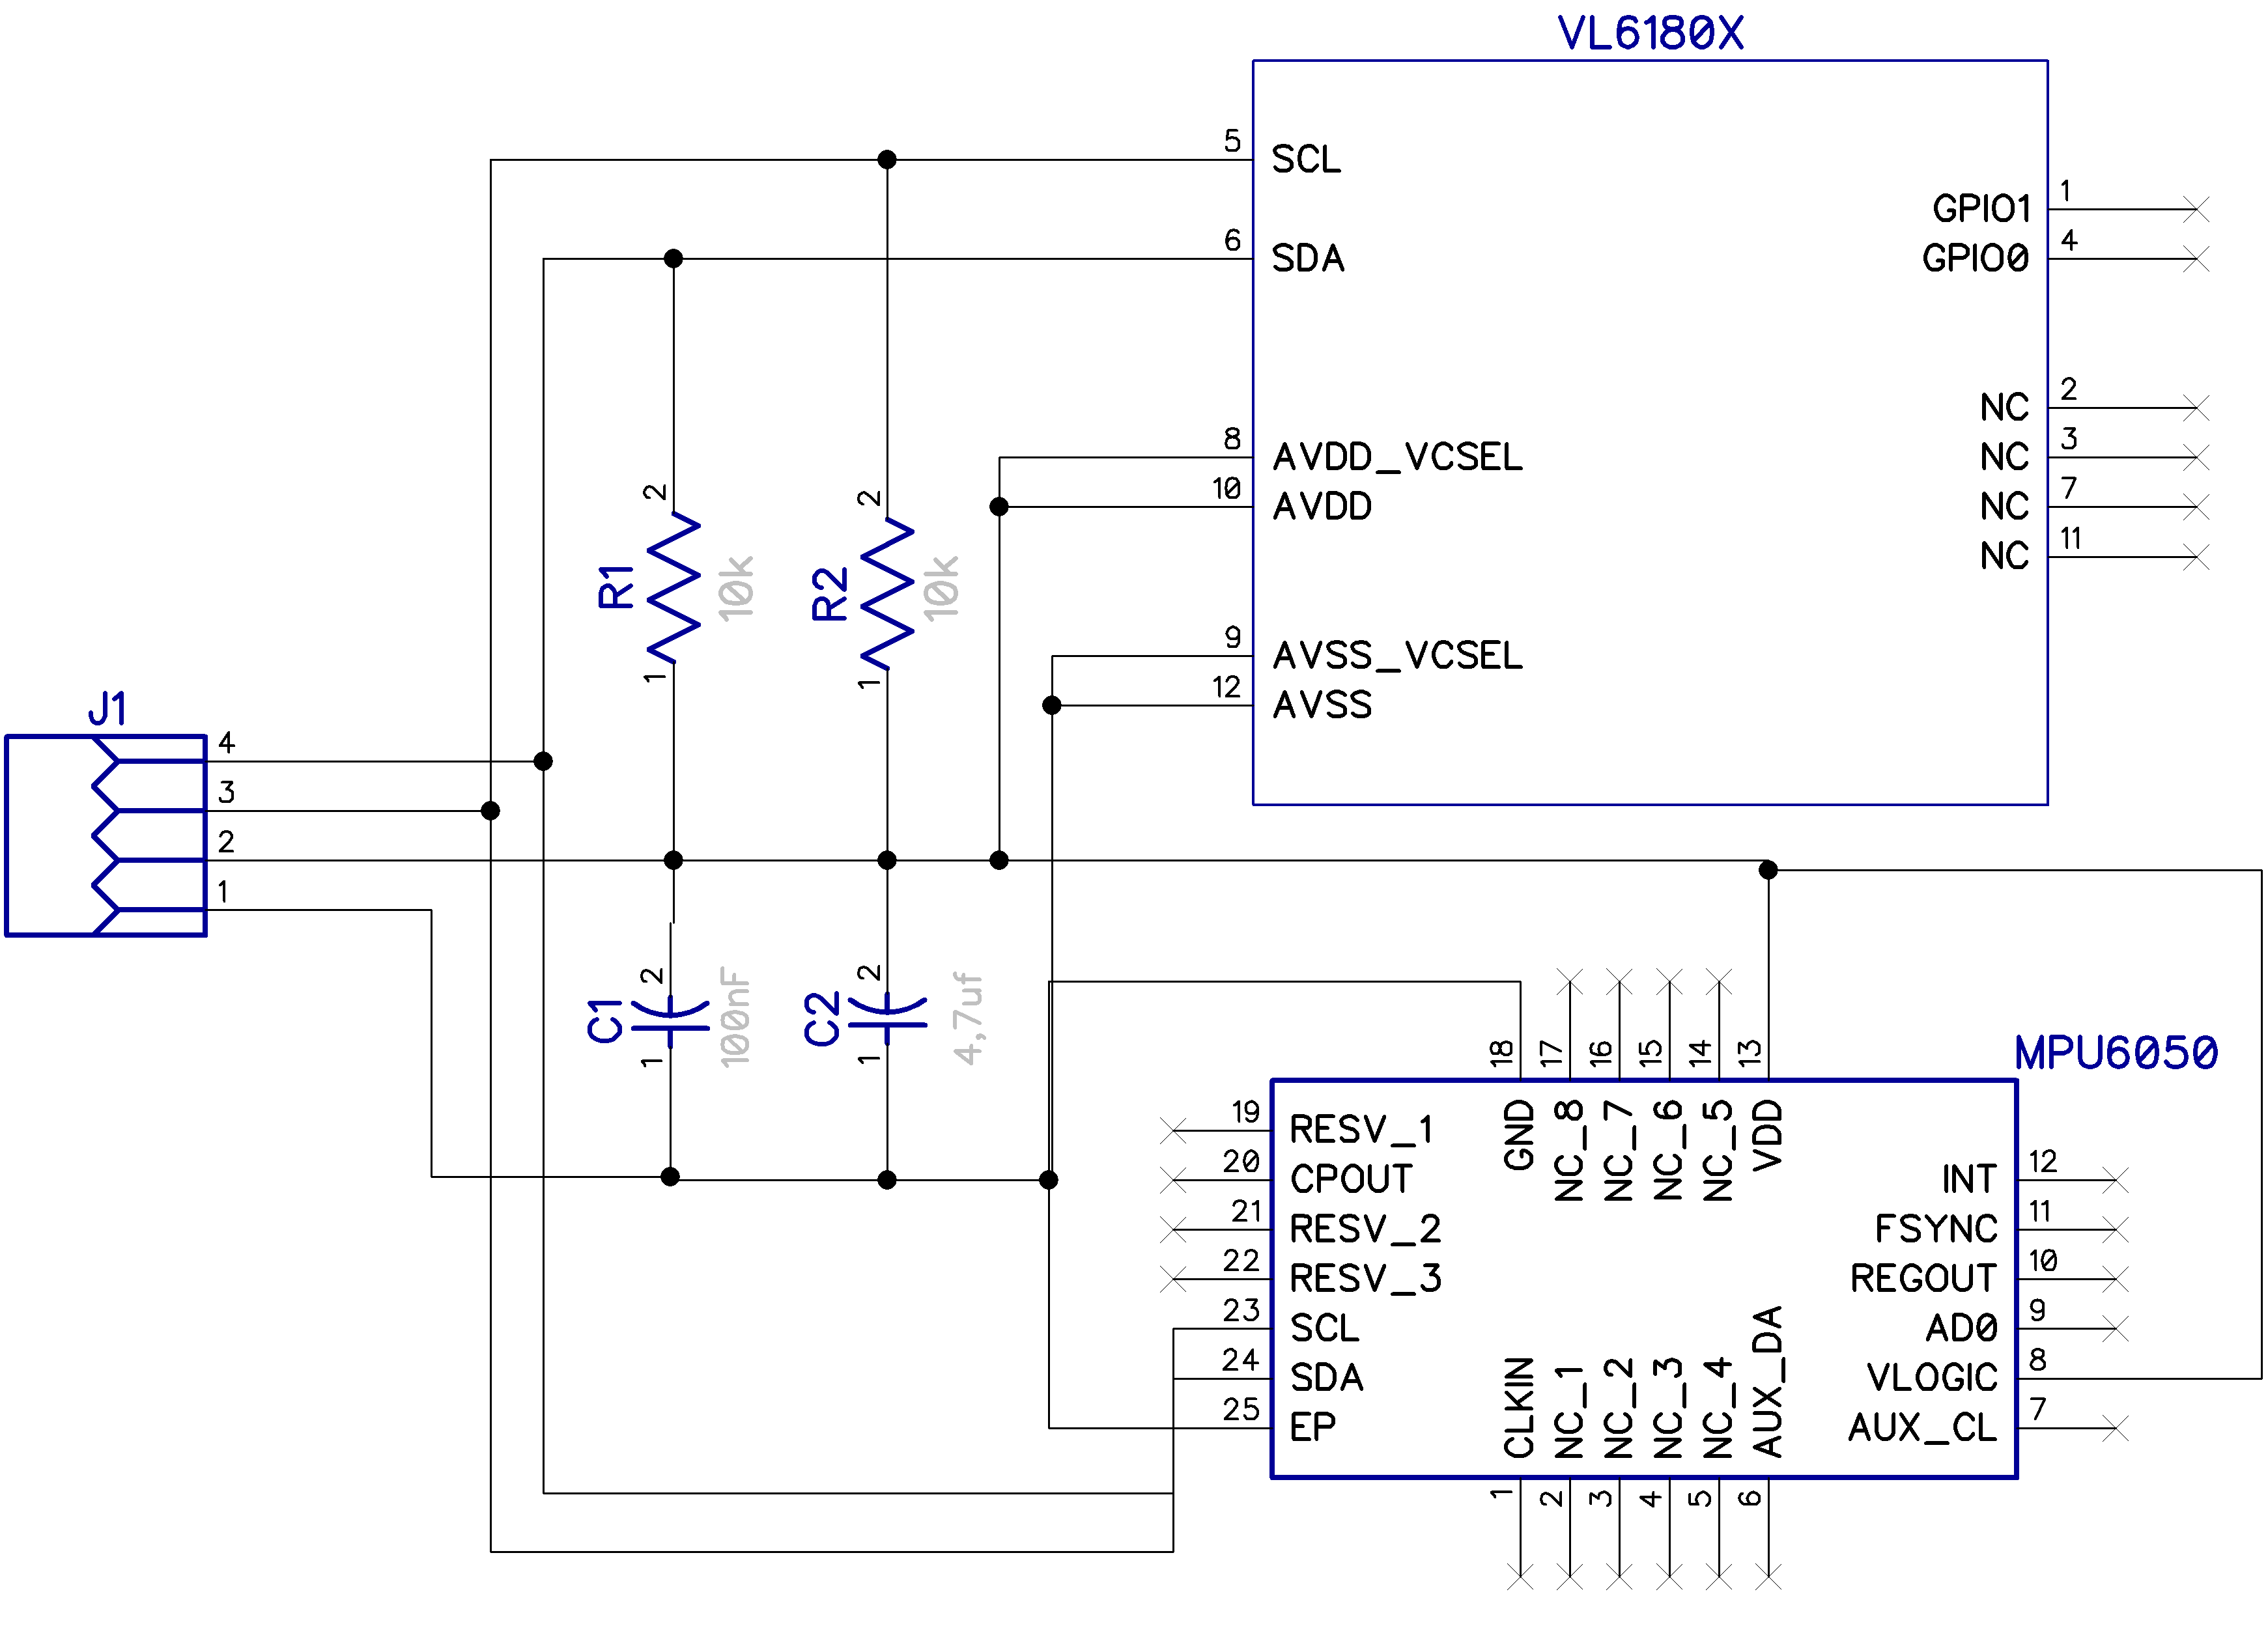 VL6180X
5
SCL
6
SDA
8
AVDD_VCSEL
10
AVDD
9
AVSS_VCSEL
12
AVSS
GPIO1
1
GPIO0
4
NC
2
NC
3
NC
7
NC
11
2
R1
10k
1
2
R2
10k
1
J1
4
3
2
1
2
C1
100nF
1
2
C2
4,7uf
1
MPU6050
18
17
16
15
14
13
GND
NC_8
NC_7
NC_6
NC_5
VDD
19
RESV_1
20
CPOUT
21
RESV_2
22
RESV_3
23
SCL
24
SDA
25
EP
INT
12
FSYNC
11
REGOUT
10
AD0
9
VLOGIC
8
AUX_CL
7
CLKIN
NC_1
NC_2
NC_3
NC_4
AUX_DA
1
2
3
4
5
6